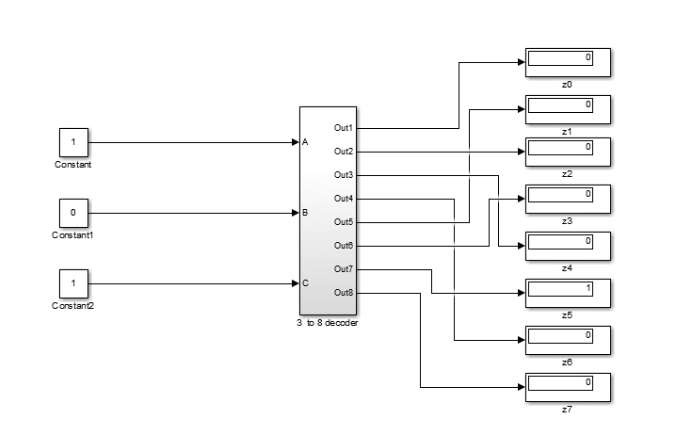 0
z0
0
z1
0
z2
0
z3
0
z4
1
z5
0
z6
0
z7
1
Constant
0
Constant1
1
Constant2
A
B
C
Out1
Out2
Out3
Out4
Out5
Out6
Out7
Out8
3 to 8 decoder